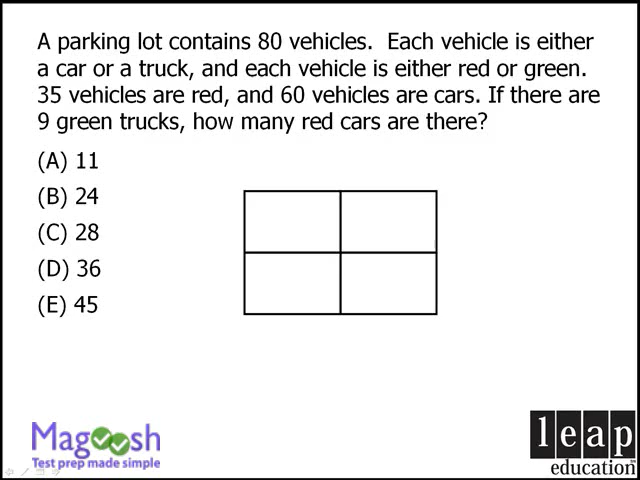 A parking lot contains 80 vehicles.  Each vehicle is either
a car or a truck, and each vehicle is either red or green.
35 vehicles are red, and 60 vehicles are cars. If there are
9 green trucks, how many red cars are there?
(A) 11
(B) 24
(C) 28
(D) 36
(E) 45
Magoosh
Test prep made simple
leap
education